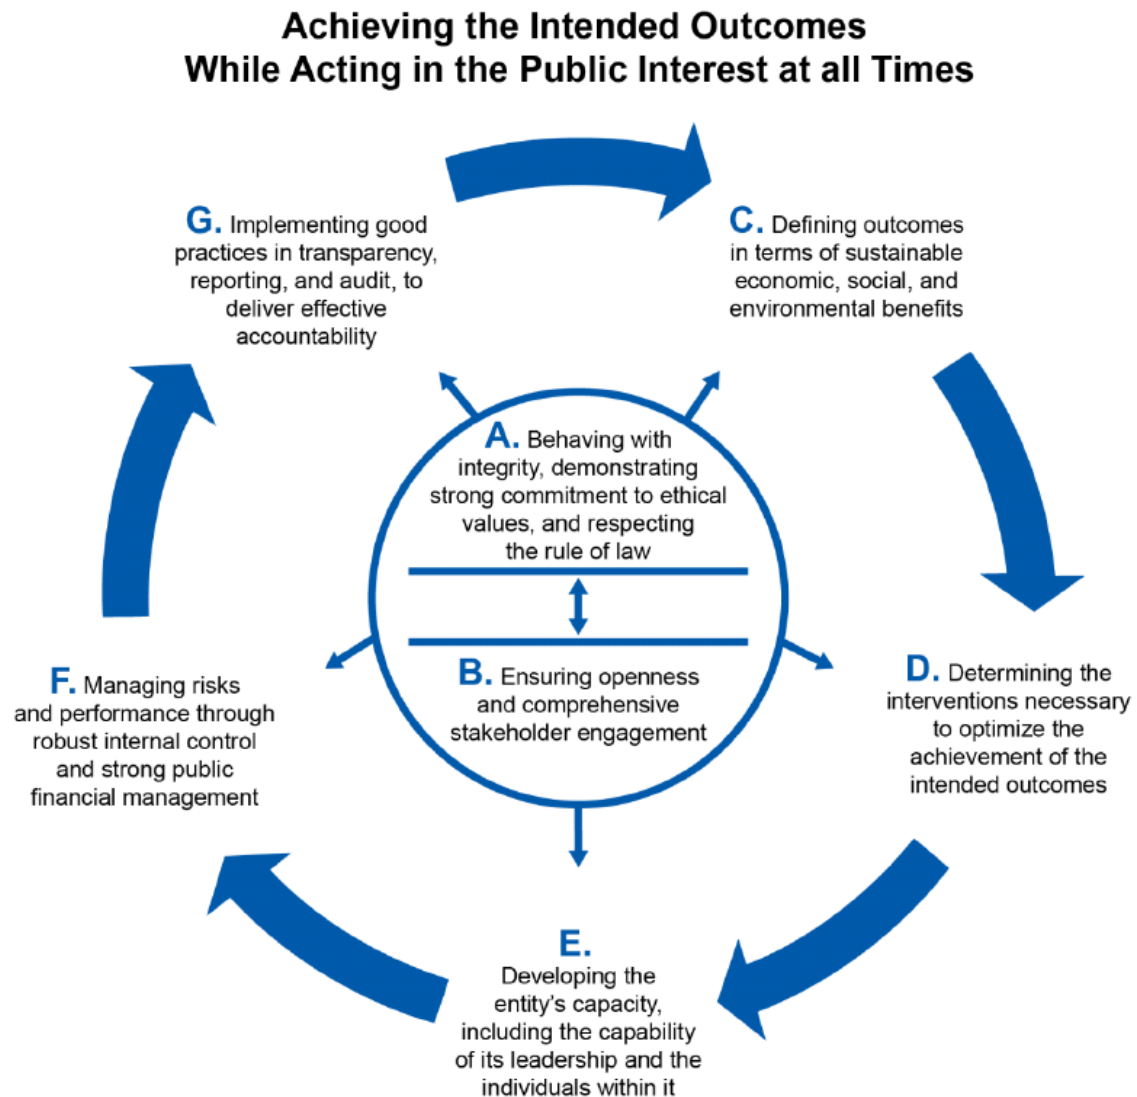 Achieving the Intended Outcomes
While Acting in the Public Interest at all Times
G. Implementing good
practices in transparency,
reporting, and audit, to
deliver effective
accountability
C. Defining outcomes
in terms of sustainable
economic, social, and
environmental benefits
A. Behaving with
integrity, demonstrating
strong commitment to ethical
values, and respecting
the rule of law
B. Ensuring openness
and comprehensive
stakeholder engagement
F. Managing risks
and performance through
robust internal control
and strong public
financial management
D. Determining the
interventions necessary
to optimize the
achievement of the
intended outcomes
E.
Developing the
entity's capacity,
including the capability
of its leadership and the
individuals within it